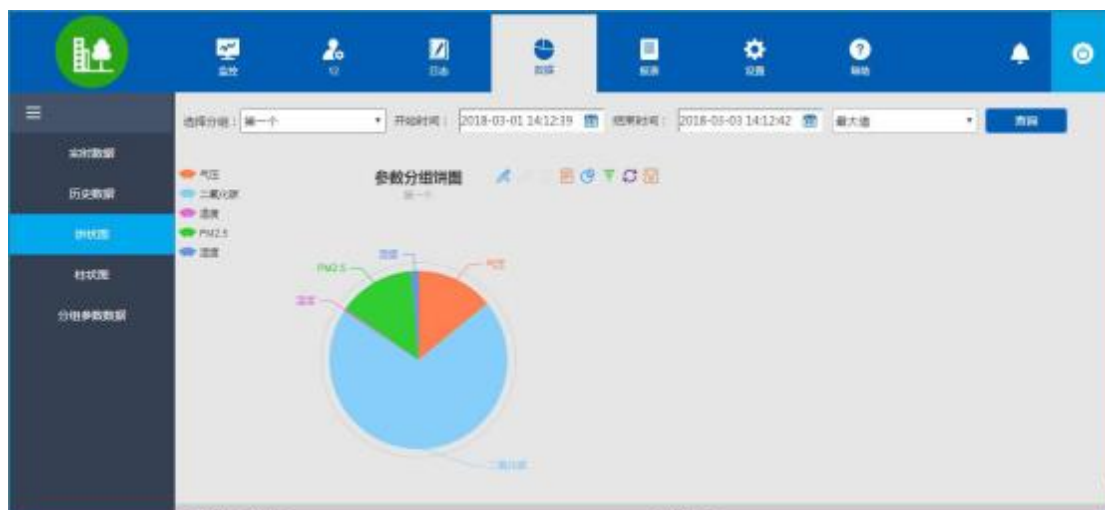 监控
日志
数据
报表
设置
帮助
选择分组：第一个
开始时间：
2018-03-01 14:12:39
结束时间：
2018-03-03 14:12:42
最大值
查询
实时数据
历史数据
饼状图
柱状图
分组参数数据
气压
二氧化碳
温度
PM2.5
湿度
参数分组饼图
第一个
湿度
气压
PM2.5
温度
二氧化碳